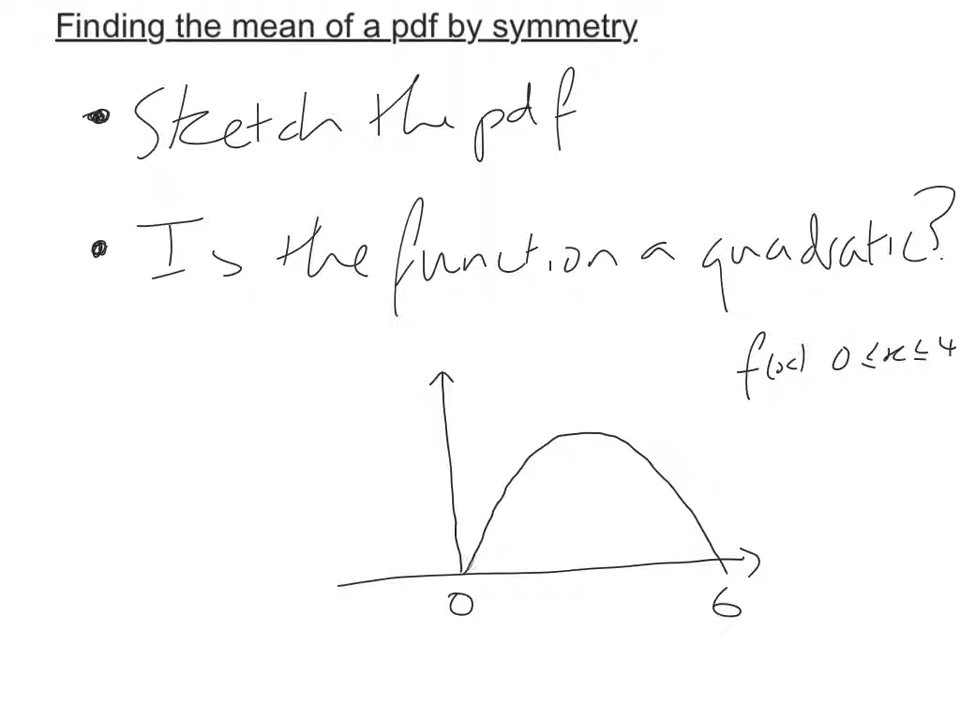 Finding the mean of a pdf by symmetry
• Sketch the pdf
• Is the function a quadratic?
f(x) 0 ≤ x ≤ 4
0 6